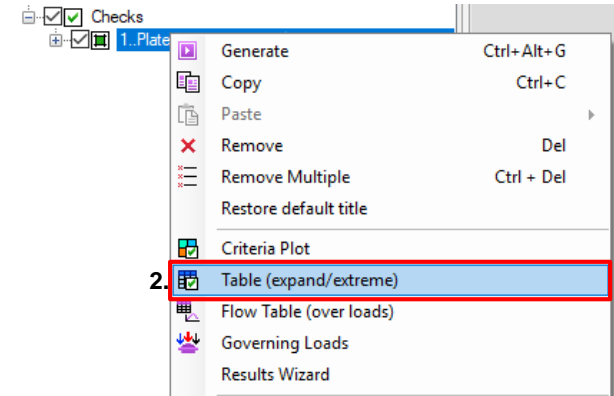 Checks
1..Plate
Generate Ctrl+Alt+G
Copy Ctrl+C
Paste
Remove Del
Remove Multiple Ctrl + Del
Restore default title
Criteria Plot
2. Table (expand/extreme)
Flow Table (over loads)
Governing Loads
Results Wizard